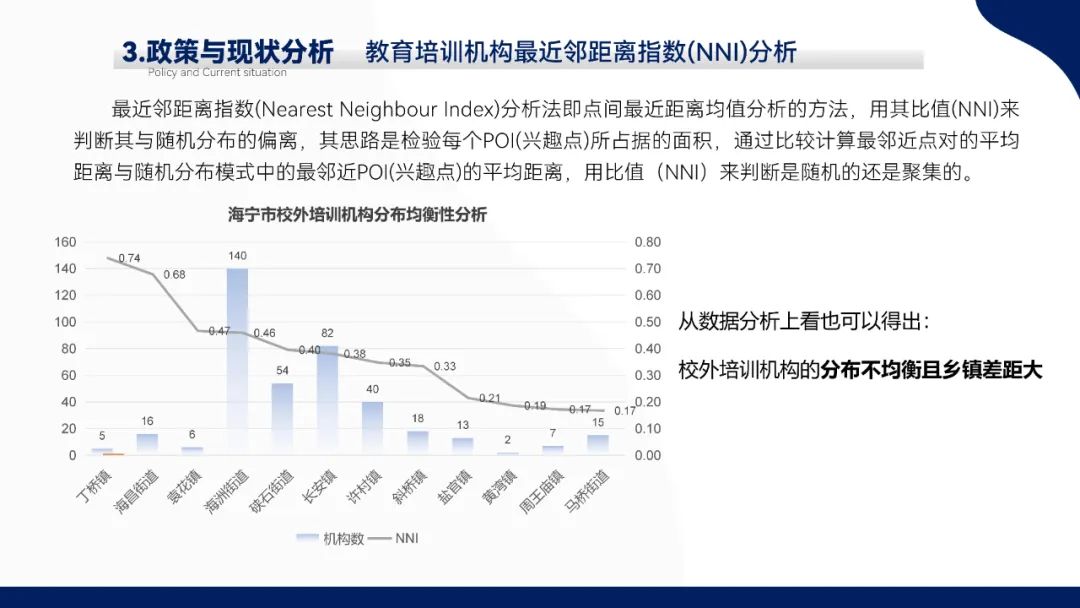 3.政策与现状分析 教育培训机构最近邻距离指数(NNI)分析
Policy and Current situation
最近邻距离指数(Nearest Neighbour Index)分析法即点间最近距离均值分析的方法，用其比值(NNI)来
判断其与随机分布的偏离，其思路是检验每个POI(兴趣点)所占据的面积，通过比较计算最邻近点对的平均
距离与随机分布模式中的最邻近POI(兴趣点)的平均距离，用比值（NNI）来判断是随机的还是聚集的。
海宁市校外培训机构分布均衡性分析
160
140
120
100
80
60
40
20
0
0.80
0.70
0.60
0.50
0.40
0.30
0.20
0.10
0.00
0.74
0.68
0.47
0.46
0.40
0.38
0.35
0.33
0.21
0.19
0.17
0.17
5
16
6
140
54
82
40
18
13
2
7
15
丁桥镇
海昌街道
袁花镇
海洲街道
硖石街道
长安镇
许村镇
斜桥镇
盐官镇
黄湾镇
周王庙镇
马桥街道
机构数 NNI
从数据分析上看也可以得出：
校外培训机构的分布不均衡且乡镇差距大